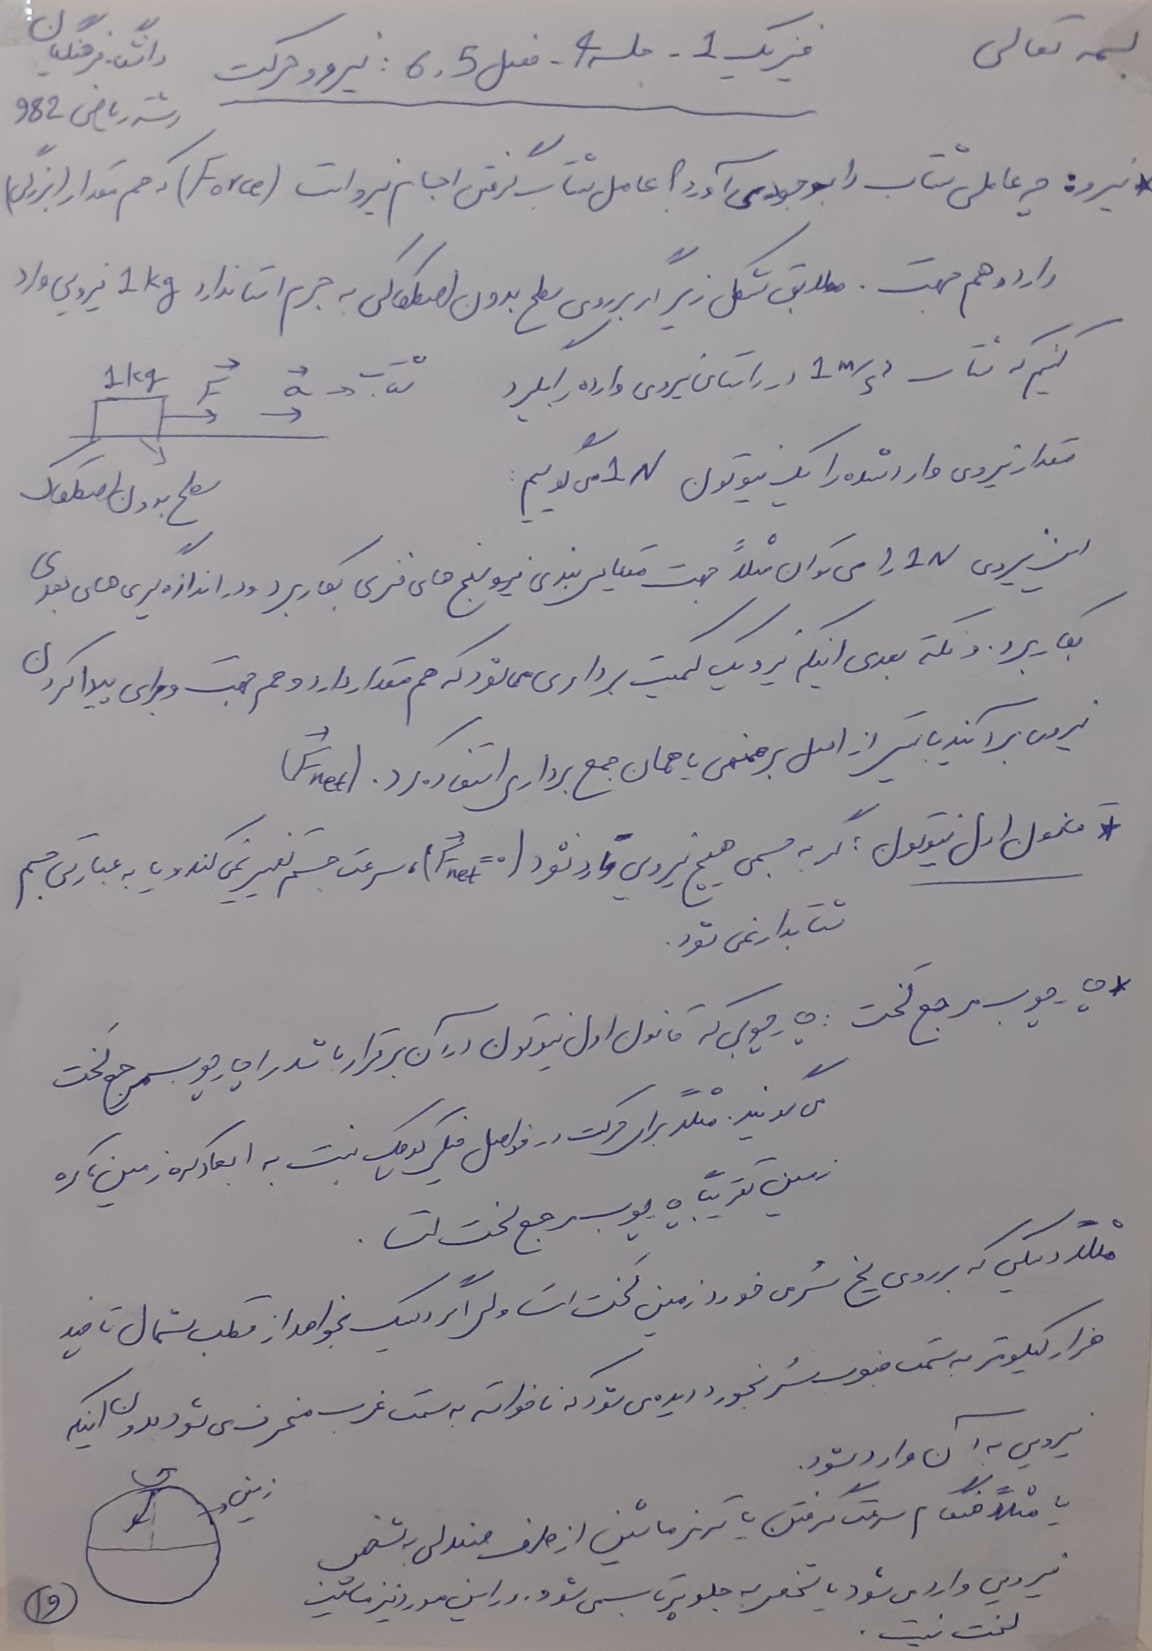 بسمه تعالی
فیزیک 1 - جلسه 4 - فصل 6،5 : نیرو و حرکت
دانشگاه فرهنگیان
رشته ریاضی 982
* نیرو: چه عاملی شتاب را بوجود می آورد؟ عامل شتاب گرفتن اجسام نیرو است (Force) که هم مقدار (بزرگی)
دارد و هم جهت. مطابق شکل زیر اگر بر روی سطح بدون اصطکاکی به جرم استاندارد 1 kg نیرویی وارد
کنیم که شتاب 1 m/s² در راستای نیروی وارده بگیرد
1kg F a → شتاب
سطح بدون اصطکاک
مقدار نیروی وارد شده را یک نیوتون 1N می گوییم:
این نیروی 1N را می توان مثلاً جهت مقیاس بندی نیروسنج های فنری بکار برد و در اندازه گیری های بعدی
بکار برد. و نکته بعدی اینکه نیرو یک کمیت برداری می شود که هم مقدار دارد و هم جهت و برای پیدا کردن
نیروی برآیند بایستی از اصل برهمنهی یا همان جمع برداری استفاده کرد. (Fnet)
* قانون اول نیوتون: اگر به جسمی هیچ نیرویی وارد نشود (Fnet=0)، سرعت جسم تغییر نمی کند و یا به عبارتی جسم
شتابدار نمی شود.
* چارچوب مرجع لخت: چارچوبی که قانون اول نیوتون در آن برقرار باشد را چارچوب مرجع لخت
می گویند. مثلاً برای حرکت در فواصل خیلی کوچک نسبت به ابعاد کره زمین، کره
زمین تقریباً چارچوب مرجع لخت است.
مثلاً دیسکی که بر روی یخ سُر می خورد زمین لخت است ولی اگر دیسک بخواهد از قطب شمال تا چند
هزار کیلومتر به سمت جنوب سُر بخورد دیده می شود که ناخواسته به سمت غرب منحرف می شود بدون اینکه
نیرویی به آن وارد شود.
زمین
یا مثلاً هنگام سرعت گرفتن یا ترمز ماشین از طرف صندلی به شخص
نیرویی وارد می شود یا شخص به جلو پرتاب می شود. در این مورد نیز ماشین
لخت نیست.
19